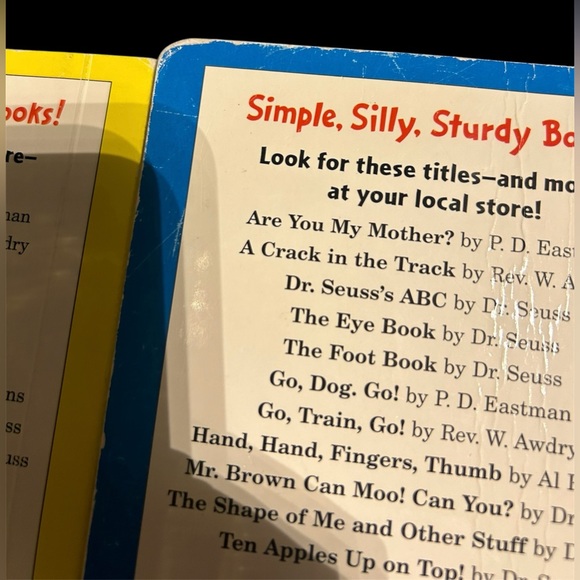 ooks!
re—
nan
dry
ns
ss
uss
Simple, Silly, Sturdy Bo
Look for these titles—and mo
at your local store!
Are You My Mother? by P. D. East
A Crack in the Track by Rev. W. A
Dr. Seuss's ABC by Dr. Seuss
The Eye Book by Dr. Seuss
The Foot Book by Dr. Seuss
Go, Dog. Go! by P. D. Eastman
Go, Train, Go! by Rev. W. Awdry
Hand, Hand, Fingers, Thumb by Al
Mr. Brown Can Moo! Can You? by Dr
The Shape of Me and Other Stuff by D
Ten Apples Up on Top! by Dr. S